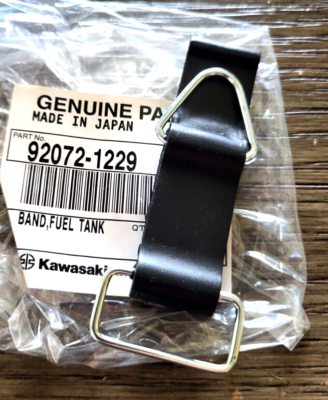 GENUINE PA
MADE IN JAPAN
PART No.
92072-1229
BAND,FUEL TANK
Q'T
Kawasaki